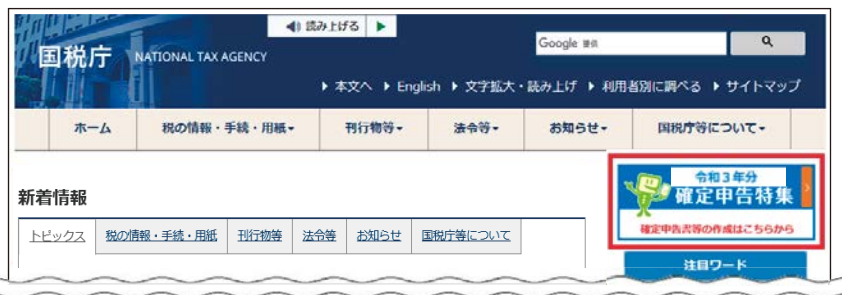 読み上げる
国税庁 NATIONAL TAX AGENCY
Google 提供
本文へ English 文字拡大・読み上げ 利用者別に調べる サイトマップ
ホーム 税の情報・手続・用紙 刊行物等 法令等 お知らせ 国税庁等について
令和3年分
確定申告特集
確定申告書等の作成はこちらから
新着情報
トピックス 税の情報・手続・用紙 刊行物等 法令等 お知らせ 国税庁等について
注目ワード